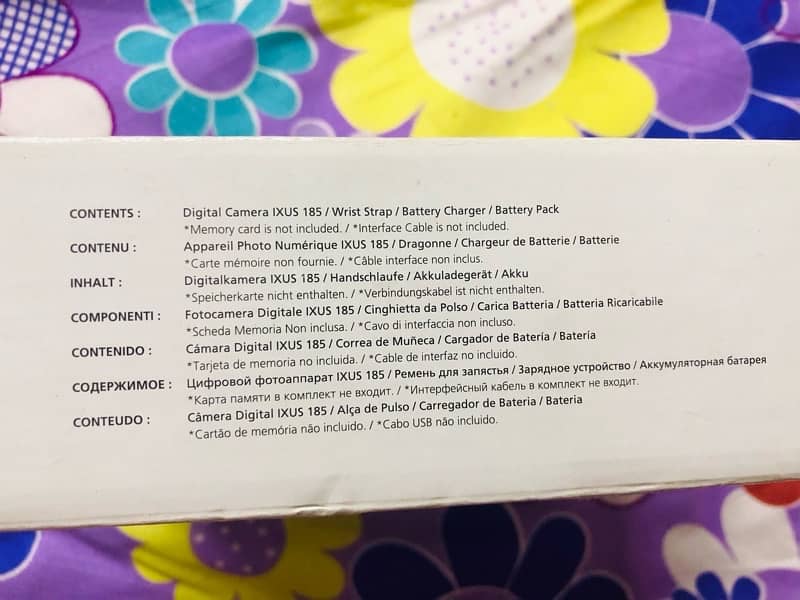 CONTENTS : Digital Camera IXUS 185 / Wrist Strap / Battery Charger / Battery Pack
*Memory card is not included. / *Interface Cable is not included.
CONTENU : Appareil Photo Numérique IXUS 185 / Dragonne / Chargeur de Batterie / Batterie
*Carte mémoire non fournie. / *Câble interface non inclus.
INHALT : Digitalkamera IXUS 185 / Handschlaufe / Akkuladegerät / Akku
*Speicherkarte nicht enthalten. / *Verbindungskabel ist nicht enthalten.
COMPONENTI : Fotocamera Digitale IXUS 185 / Cinghietta da Polso / Carica Batteria / Batteria Ricaricabile
*Scheda Memoria Non inclusa. / *Cavo di interfaccia non incluso.
CONTENIDO : Cámara Digital IXUS 185 / Correa de Muñeca / Cargador de Batería / Batería
*Tarjeta de memoria no incluida. / *Cable de interfaz no incluido.
СОДЕРЖИМОЕ : Цифровой фотоаппарат IXUS 185 / Ремень для запястья / Зарядное устройство / Аккумуляторная батарея
*Карта памяти в комплект не входит. / *Интерфейсный кабель в комплект не входит.
CONTEUDO : Câmera Digital IXUS 185 / Alça de Pulso / Carregador de Bateria / Bateria
*Cartão de memória não incluido. / *Cabo USB não incluido.